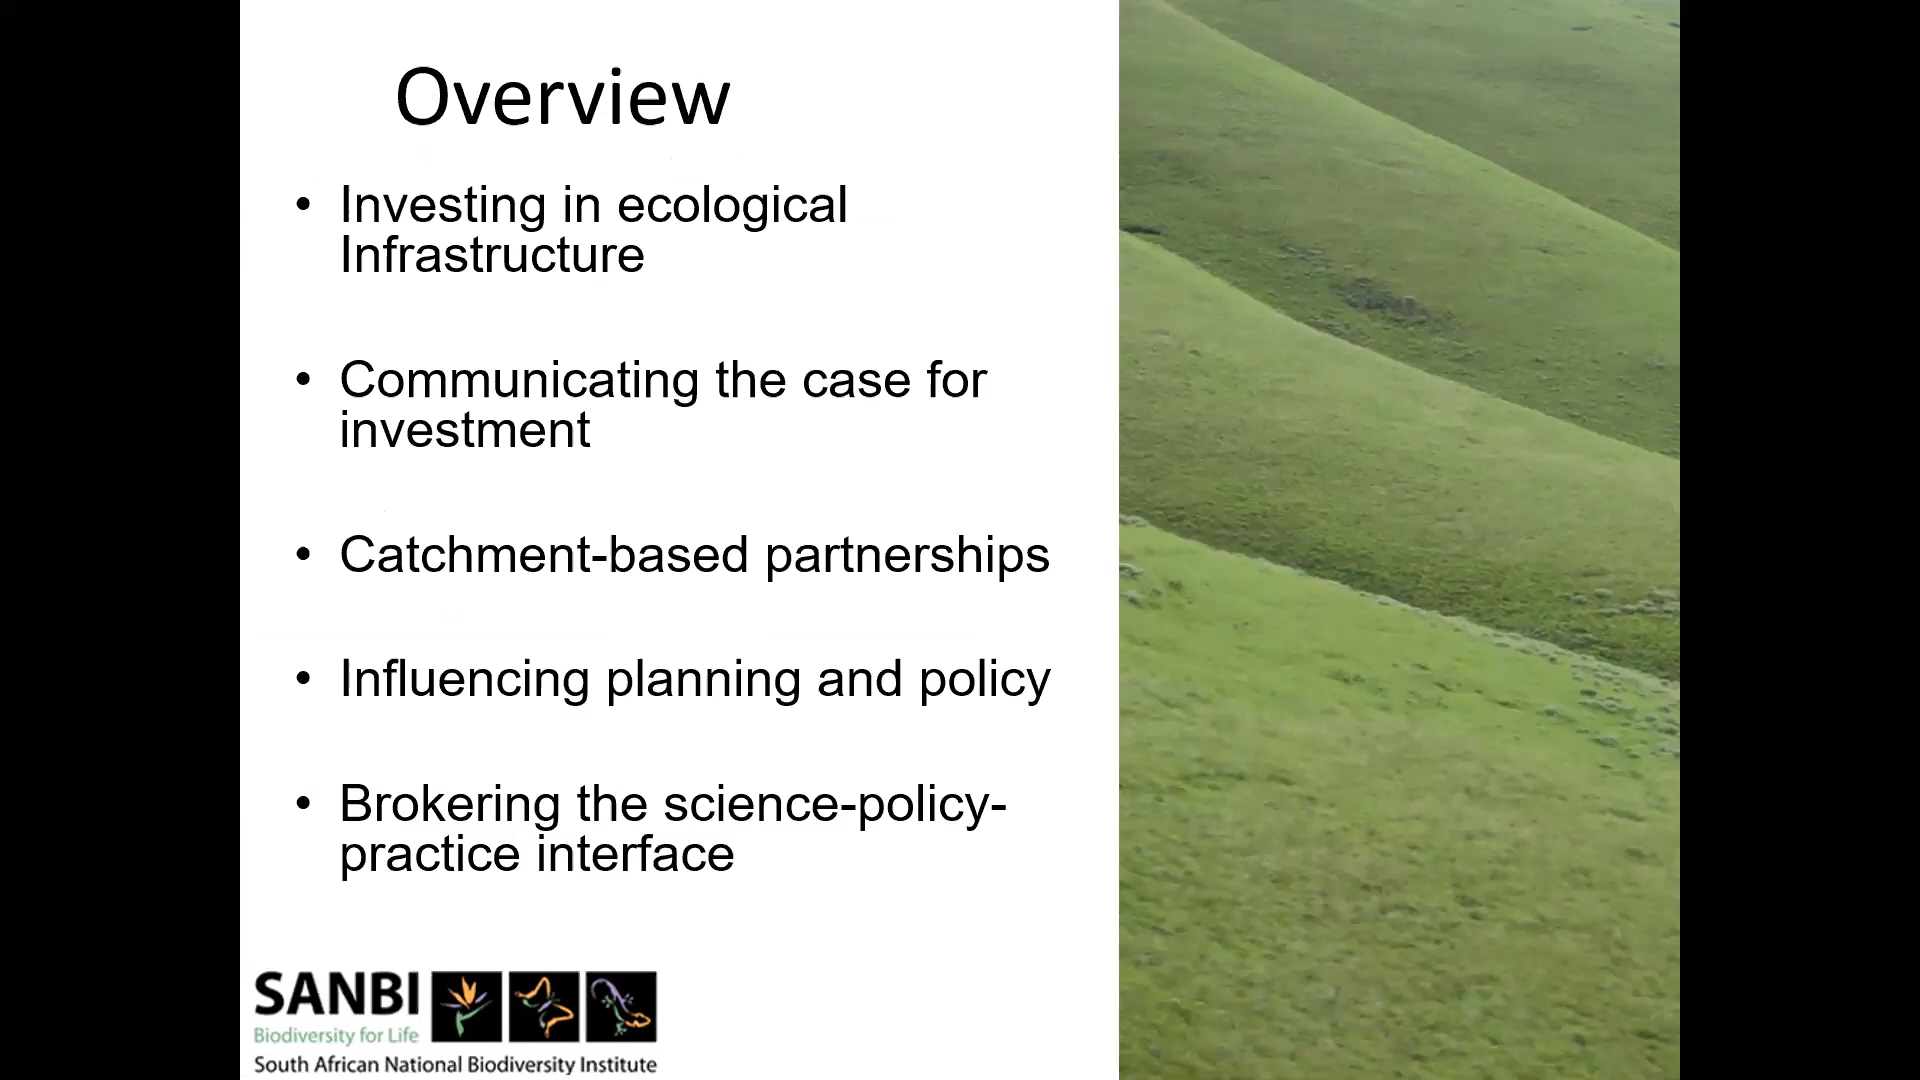 Overview
• Investing in ecological
Infrastructure
• Communicating the case for
investment
• Catchment-based partnerships
• Influencing planning and policy
• Brokering the science-policy-
practice interface
SANBI
Biodiversity for Life
South African National Biodiversity Institute